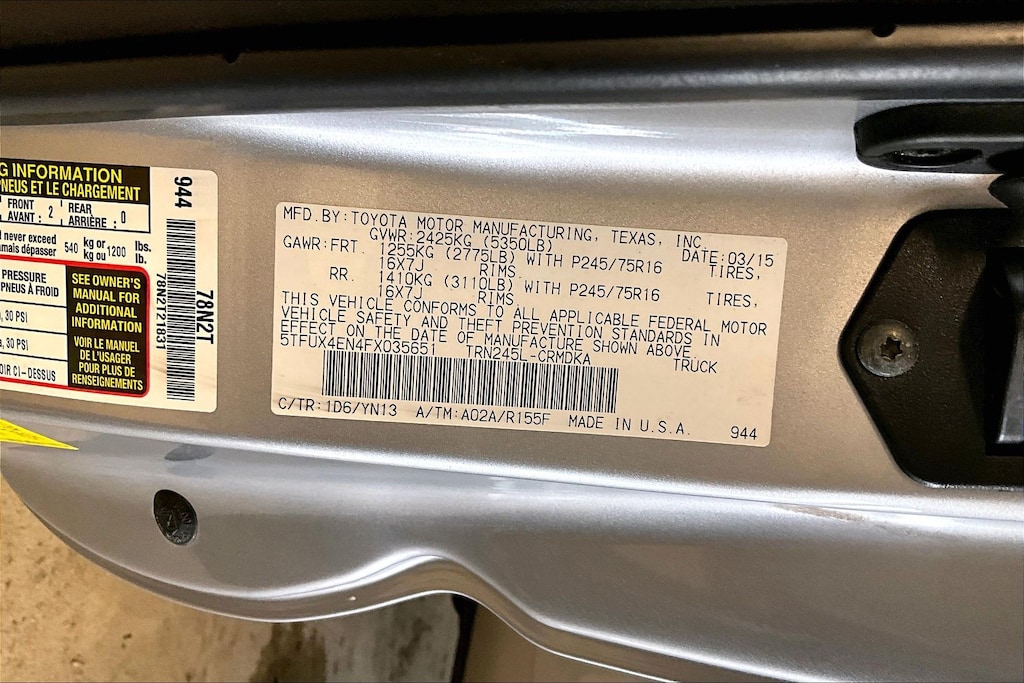 G INFORMATION
PNEUS ET LE CHARGEMENT
FRONT
AVANT : 2
REAR
ARRIÈRE : 0
never exceed
jamais dépasser 540 kg or 1200 lbs.
kg ou lb.
PRESSURE
PNEUS À FROID
, 30 PSI
, 30 PSI
OIR CI-DESSUS
SEE OWNER'S
MANUAL FOR
ADDITIONAL
INFORMATION
VOIR LE MANUEL
DE L'USAGER
POUR PLUS DE
RENSEIGNEMENTS
944
78N2T
MFD.BY:TOYOTA MOTOR MANUFACTURING, TEXAS, INC.
GVWR:2425KG (5350LB) DATE:03/15
GAWR:FRT. 1255KG (2775LB) WITH P245/75R16 TIRES,
16X7J RIMS
RR. 1410KG (3110LB) WITH P245/75R16 TIRES,
16X7J RIMS
THIS VEHICLE CONFORMS TO ALL APPLICABLE FEDERAL MOTOR
VEHICLE SAFETY AND THEFT PREVENTION STANDARDS IN
EFFECT ON THE DATE OF MANUFACTURE SHOWN ABOVE
5TFUX4EN4FX035651 TRN245L-CRMDKA TRUCK
C/TR:1D6/YN13 A/TM:A02A/R155F MADE IN U.S.A. 944